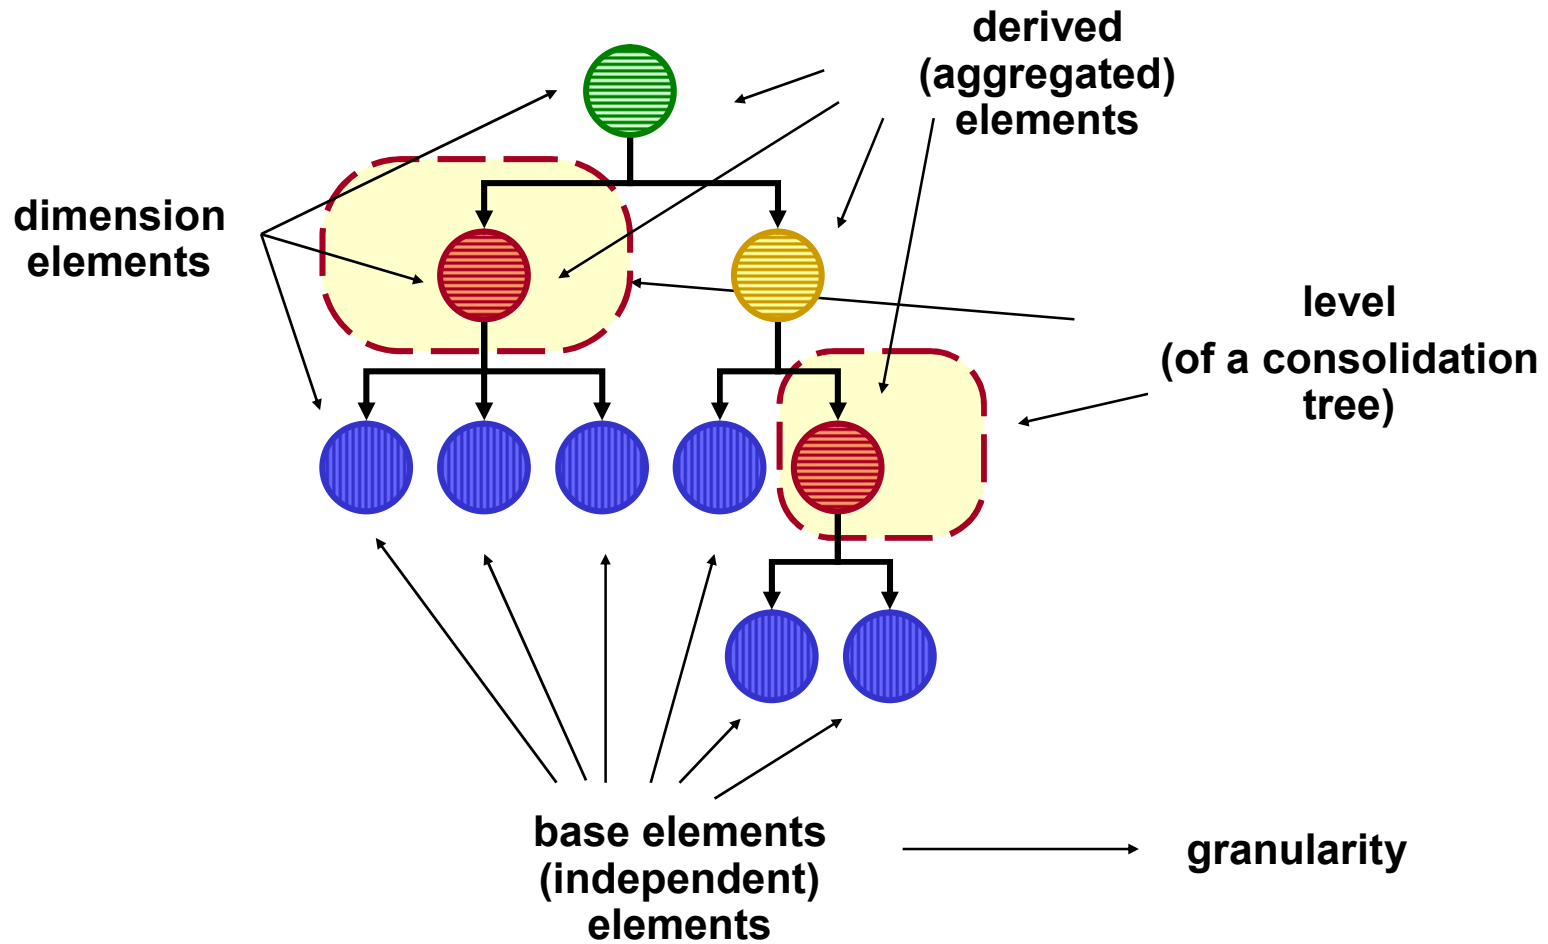 derived
(aggregated)
elements
dimension
elements
level
(of a consolidation
tree)
base elements
(independent)
elements
granularity